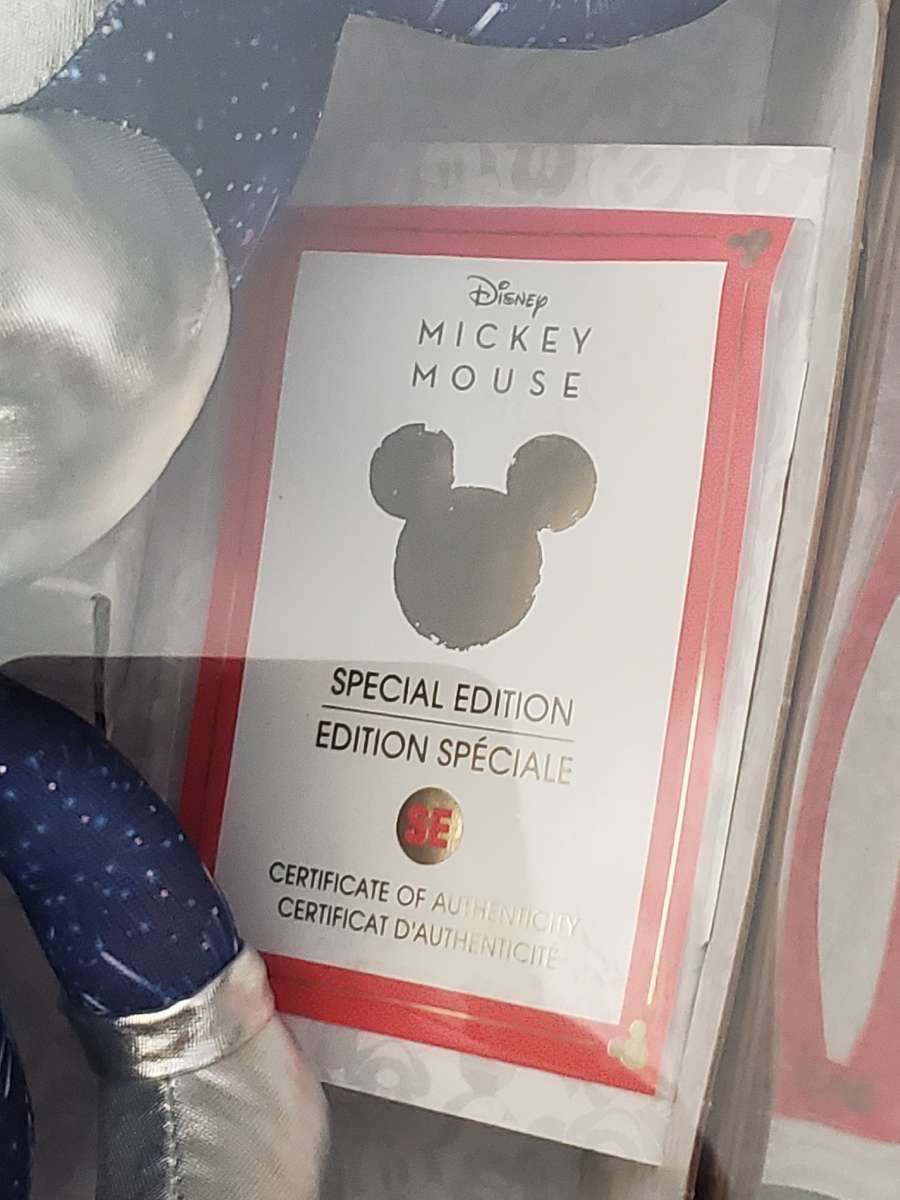 Disney
MICKEY
MOUSE
SPECIAL EDITION
EDITION SPÉCIALE
SE
CERTIFICATE OF AUTHENTICITY
CERTIFICAT D'AUTHENTICITÉ